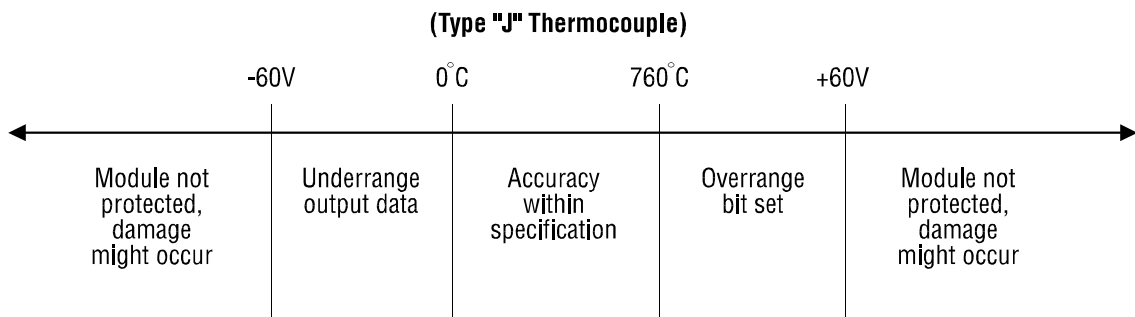 (Type "J" Thermocouple)
-60V 0°C 760°C +60V
Module not
protected,
damage
might occur
Underrange
output data
Accuracy
within
specification
Overrange
bit set
Module not
protected,
damage
might occur